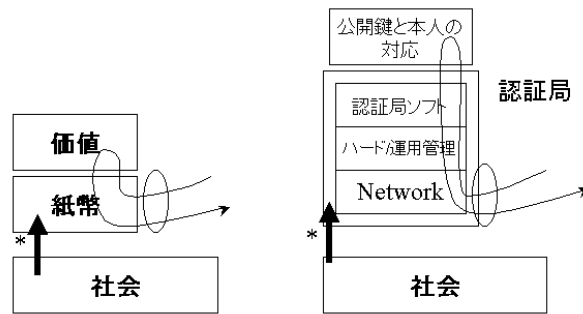 価値
紙幣
*
社会
公開鍵と本人の
対応
認証局
認証局ソフト
ハード/運用管理
Network
*
社会